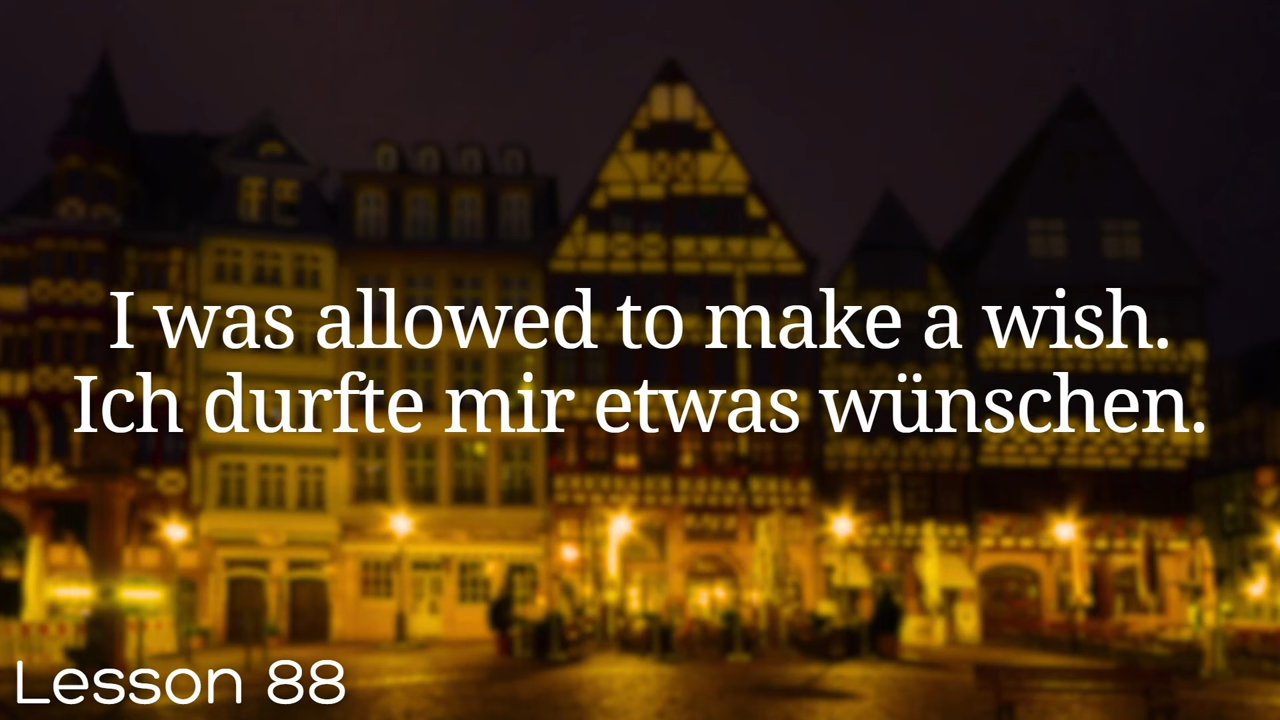 I was allowed to make a wish.
Ich durfte mir etwas wünschen.
Lesson 88